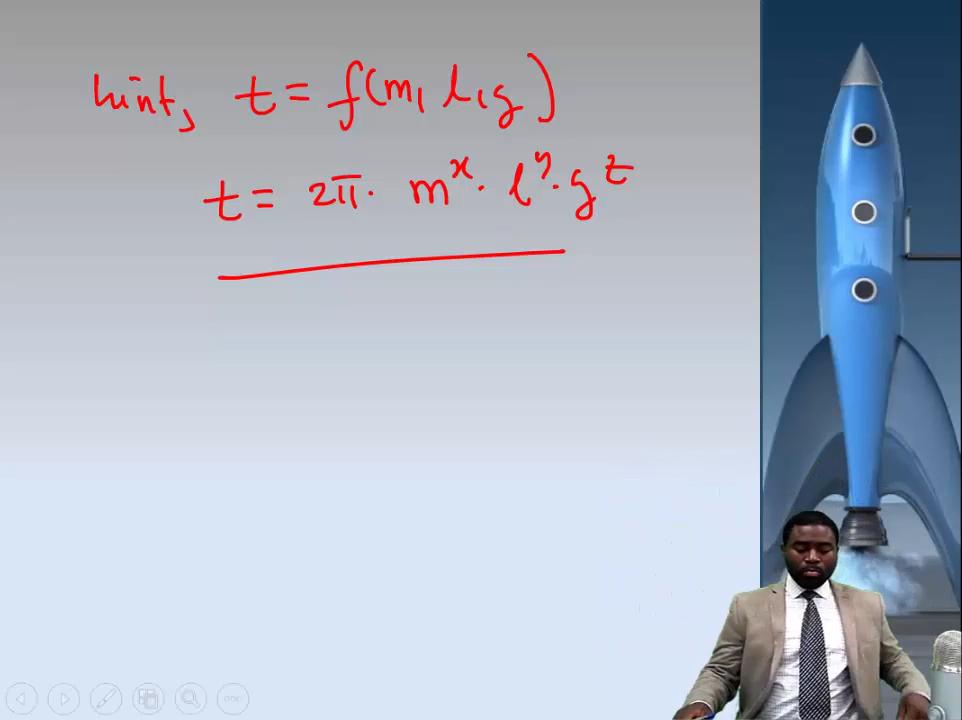 hint, t = f(m, l, g)
t = 2π · m^x · l^y · g^z